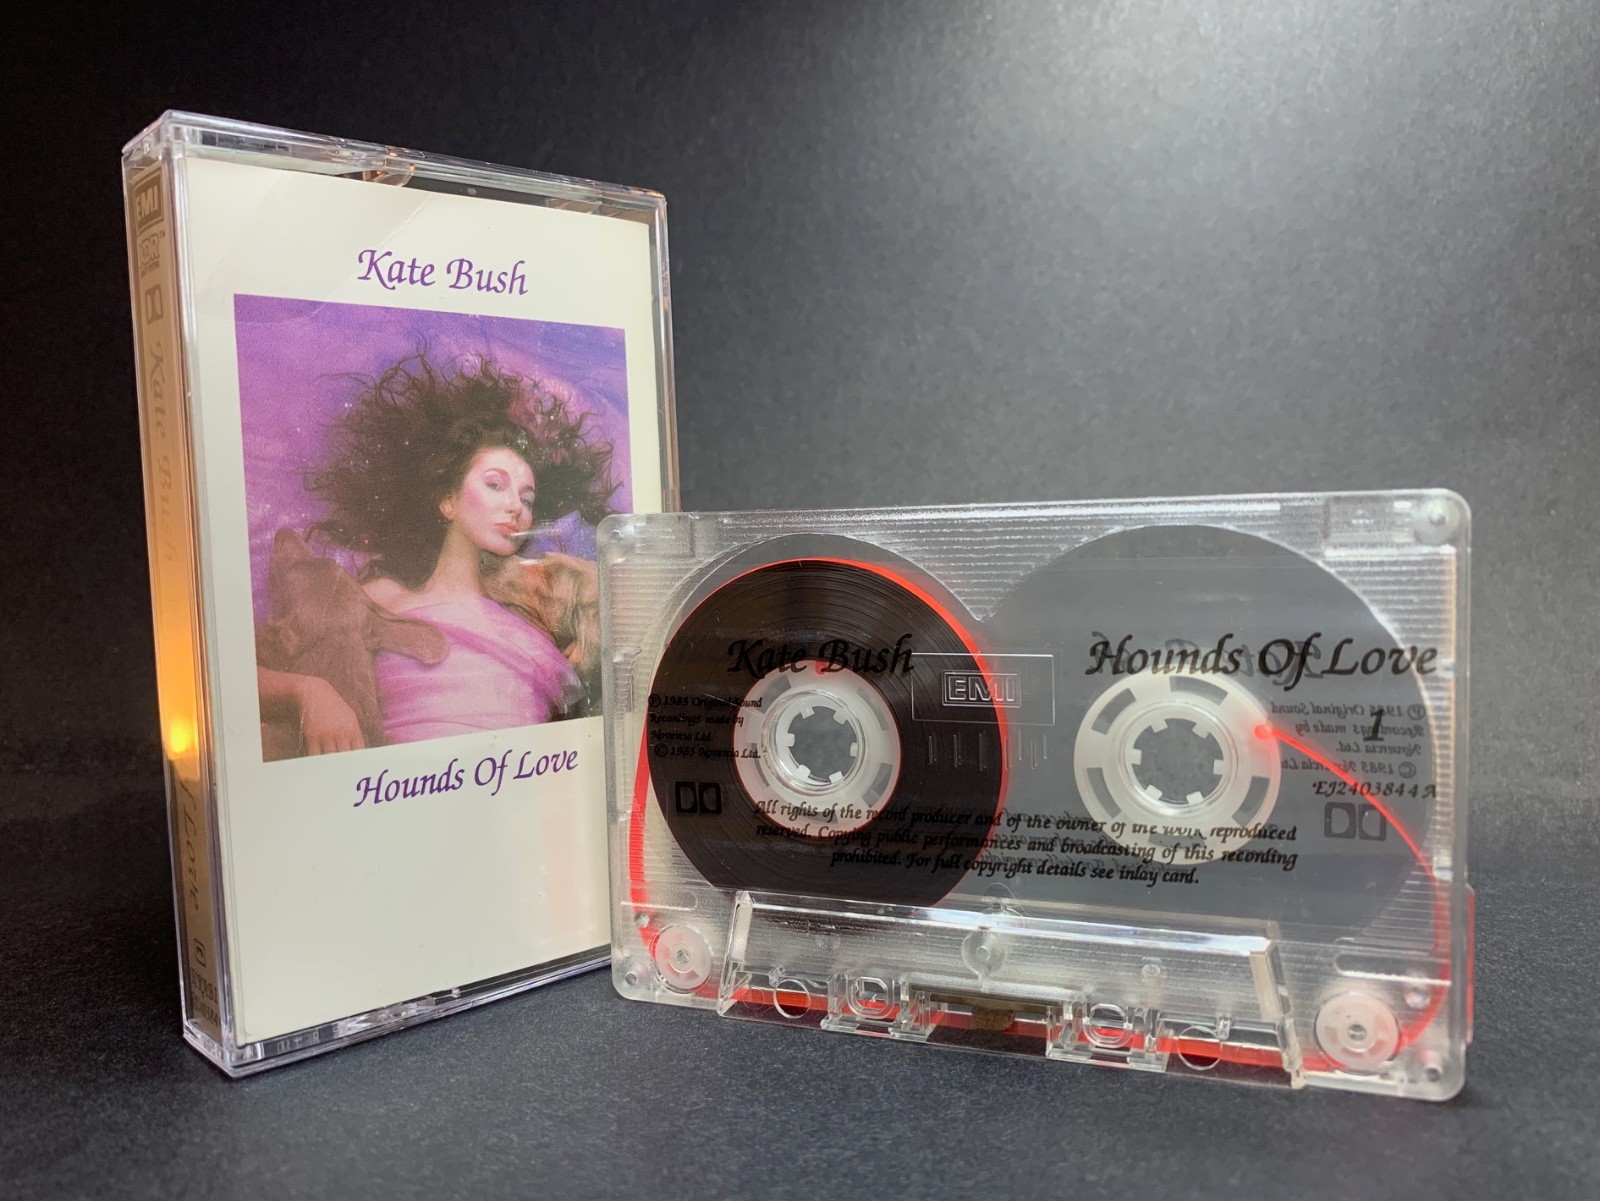 EMI
Kate Bush
Kate Bush
Hounds Of Love
Love
Kate Bush
Hounds Of Love
EMI
1
Ⓟ 1985 Original Sound
Recordings made by
Novercia Ltd.
© 1985 Novercia Ltd.
EJ2403844 A
All rights of the record producer and of the owner of the work reproduced
reserved. Copying public performances and broadcasting of this recording
prohibited. For full copyright details see inlay card.